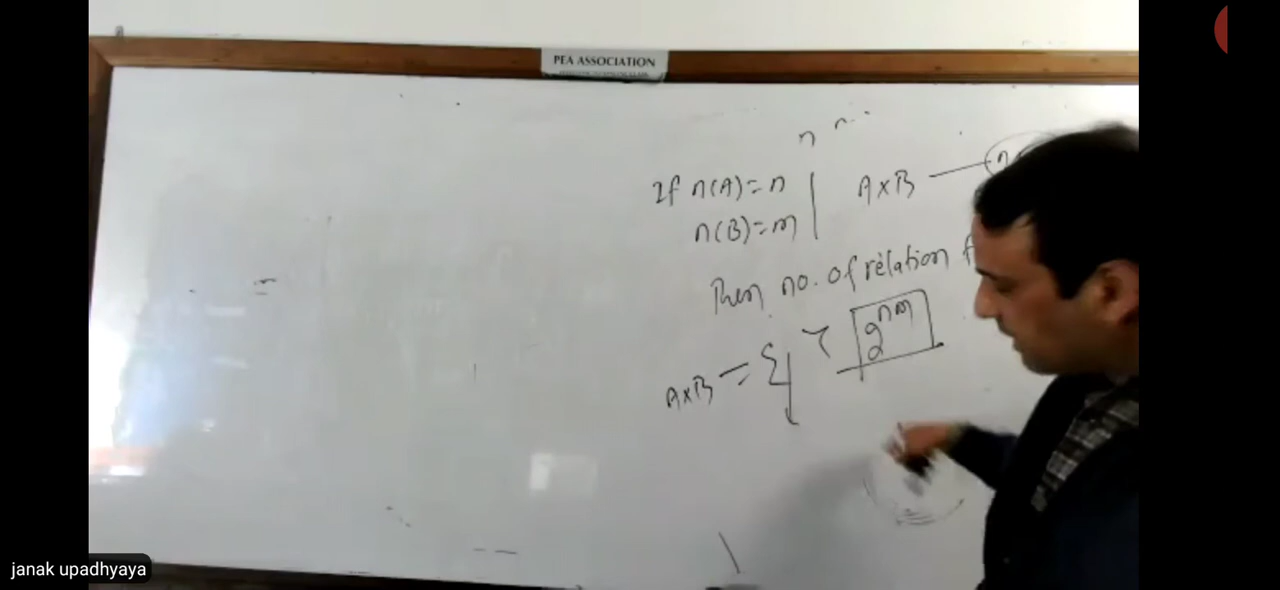 PEA ASSOCIATION
n
If n(A)=n
A×B
n(B)=m
Then no. of relation
2^nm
A×B = {
janak upadhyaya